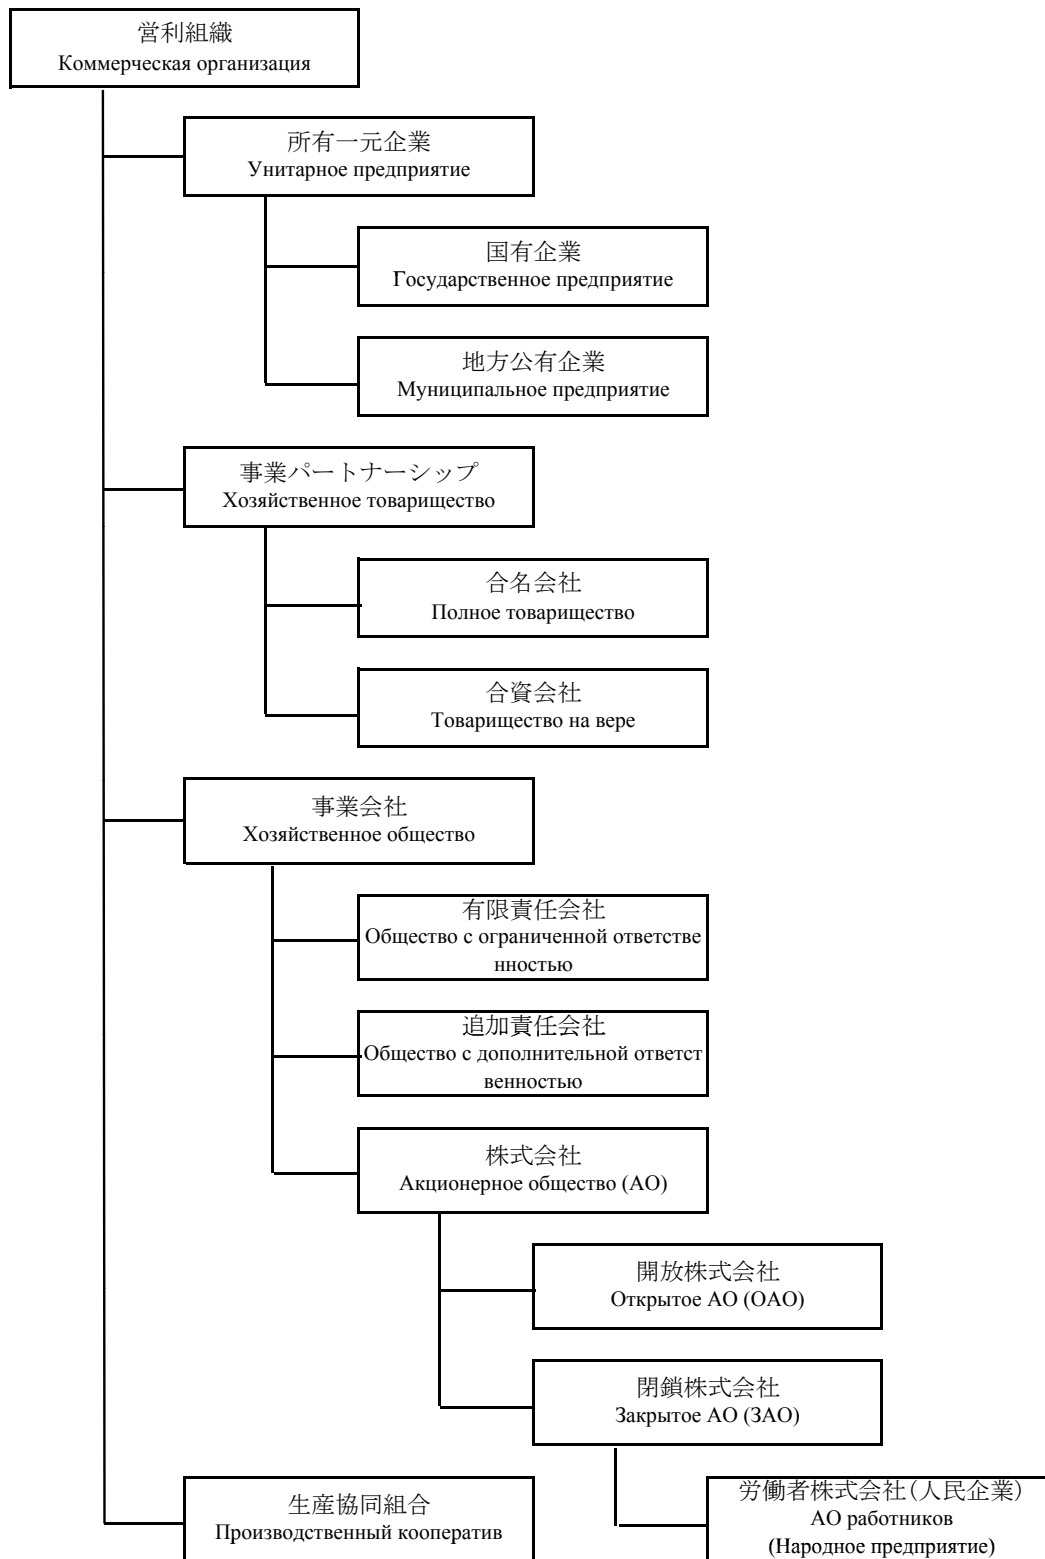 営利組織
Коммерческая организация
所有一元企業
Унитарное предприятие
国有企業
Государственное предприятие
地方公有企業
Муниципальное предприятие
事業パートナーシップ
Хозяйственное товарищество
合名会社
Полное товарищество
合資会社
Товарищество на вере
事業会社
Хозяйственное общество
有限責任会社
Общество с ограниченной ответстве
нностью
追加責任会社
Общество с дополнительной ответст
венностью
株式会社
Акционерное общество (АО)
開放株式会社
Открытое АО (ОАО)
閉鎖株式会社
Закрытое АО (ЗАО)
労働者株式会社(人民企業)
АО работников
(Народное предприятие)
生産協同組合
Производственный кооператив